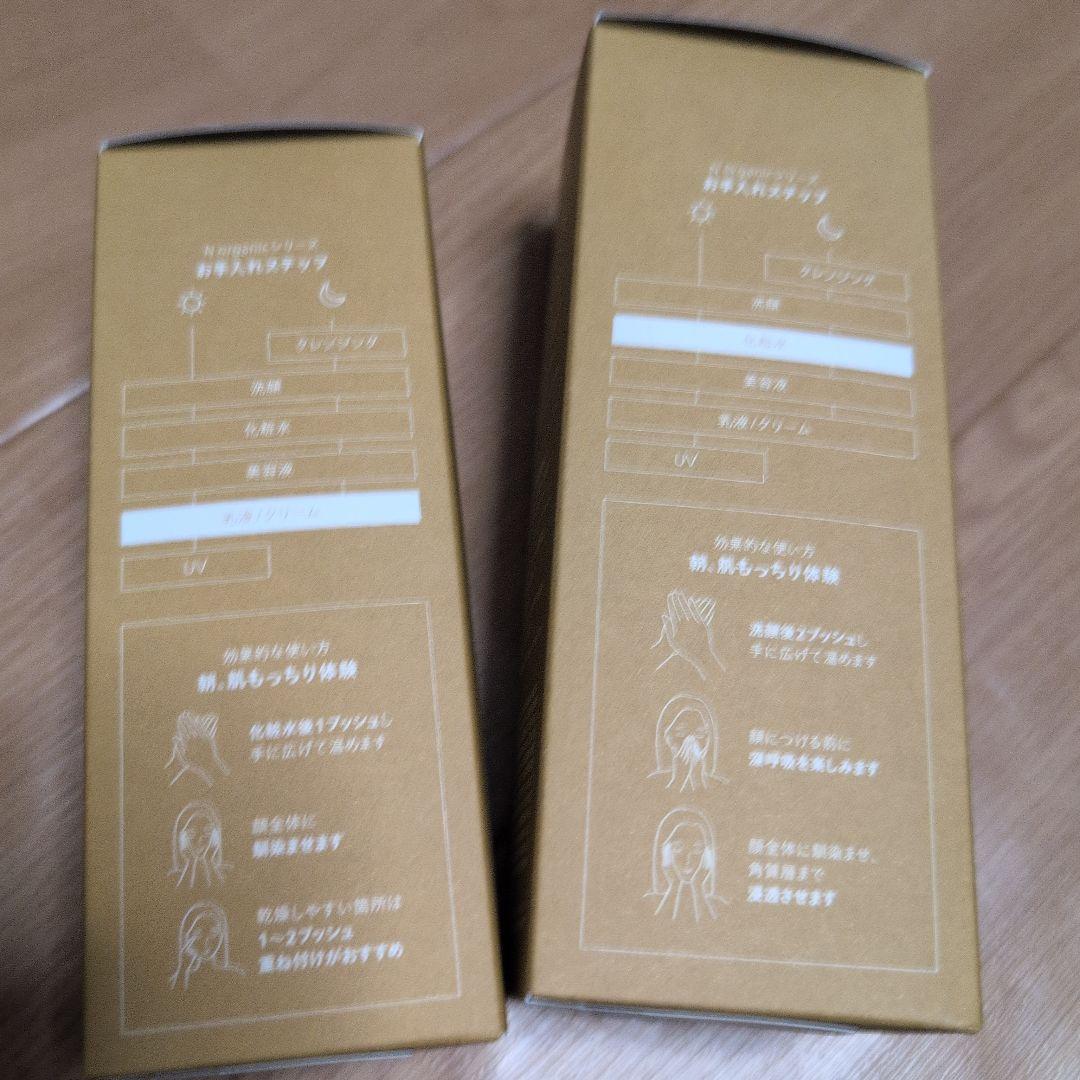 N organicシリーズ
お手入れステップ
クレンジング
洗顔
化粧水
美容液
乳液/クリーム
UV
効果的な使い方
朝、肌もっちり体験
化粧水後1プッシュし
手に広げて温めます
顔全体に
馴染ませます
乾燥しやすい箇所は
1〜2プッシュ
重ね付けがおすすめ
N organicシリーズ
お手入れステップ
クレンジング
洗顔
化粧水
美容液
乳液/クリーム
UV
効果的な使い方
朝、肌もっちり体験
洗顔後2プッシュし
手に広げて温めます
顔につける前に
深呼吸を楽しみます
顔全体に馴染ませ、
角質層まで
浸透させます